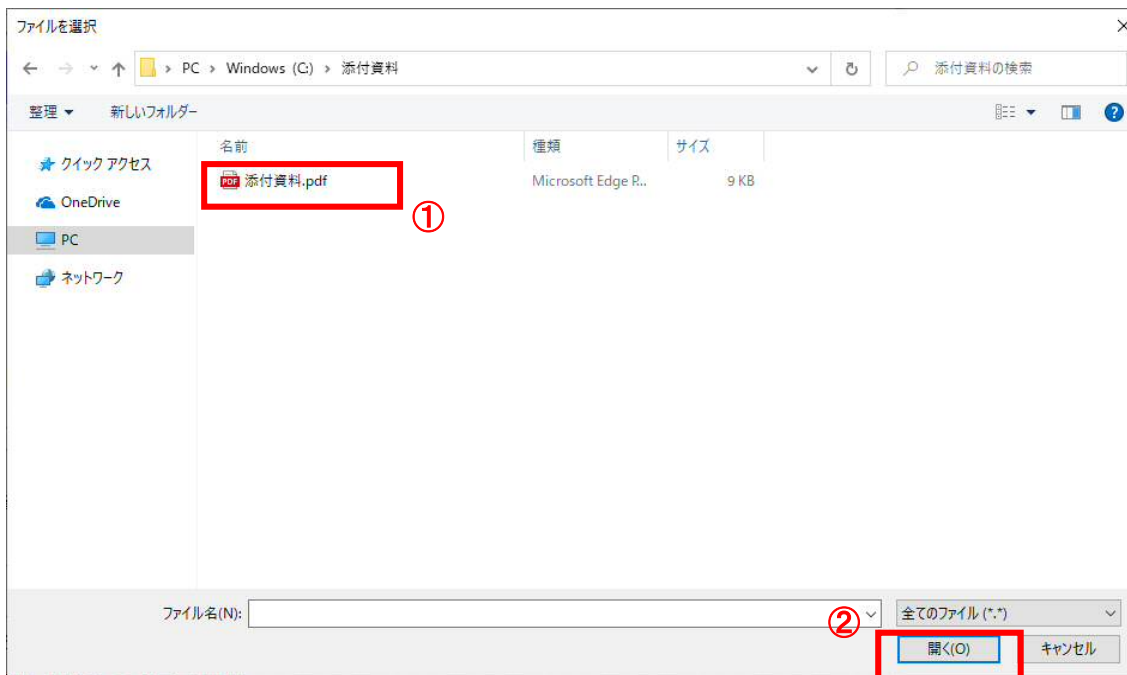 ファイルを選択
PC › Windows (C:) › 添付資料
添付資料の検索
整理 新しいフォルダー
名前 種類 サイズ
クイック アクセス
PDF 添付資料.pdf Microsoft Edge P... 9 KB
①
OneDrive
PC
ネットワーク
ファイル名(N): 全てのファイル (*.*)
②
開く(O) キャンセル